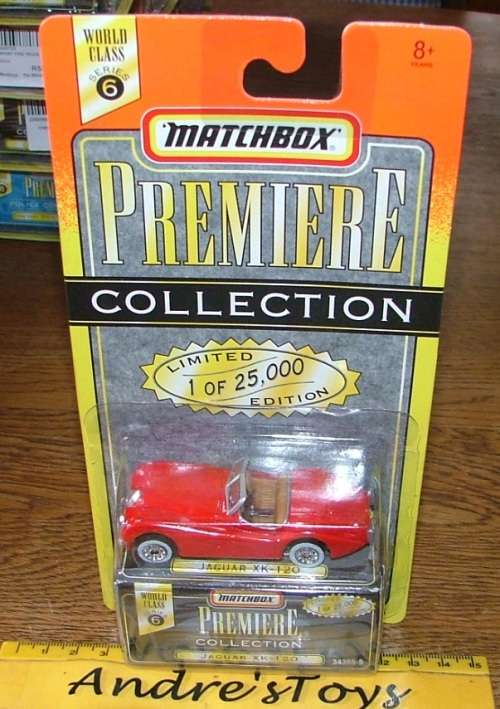 WORLD
CLASS
SERIES
6
8+
YEARS
MATCHBOX
PREMIERE
COLLECTION
LIMITED
1 OF 25,000
EDITION
JAGUAR XK-120
WORLD
CLASS
6
MATCHBOX
PREMIERE
COLLECTION
JAGUAR XK-120
Andre'sToys